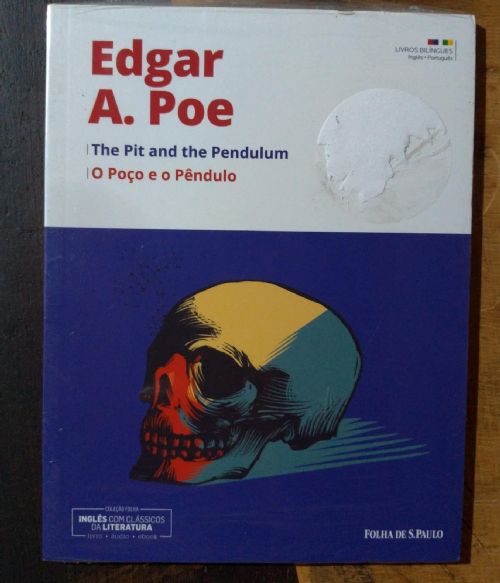 Edgar
A. Poe
The Pit and the Pendulum
O Poço e o Pêndulo
LIVROS BILÍNGUES
Inglês • Português
COLEÇÃO FOLHA
INGLÊS COM CLÁSSICOS
DA LITERATURA
livro • áudio • ebook
FOLHA DE S.PAULO